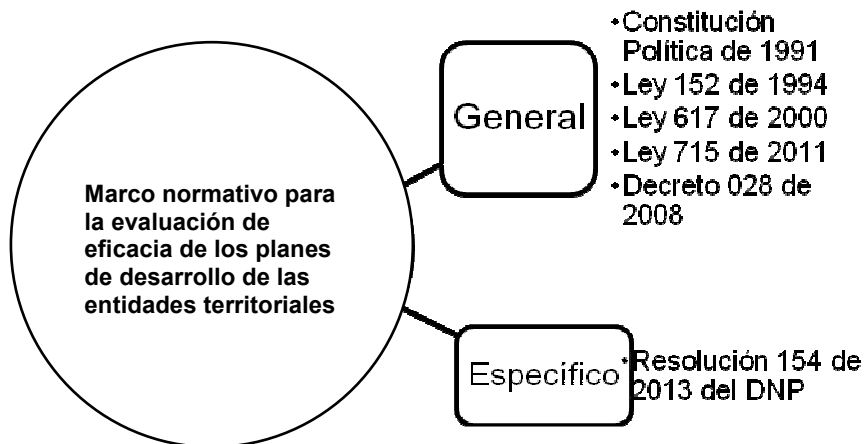 Marco normativo para
la evaluación de
eficacia de los planes
de desarrollo de las
entidades territoriales
General
•Constitución
Política de 1991
•Ley 152 de 1994
•Ley 617 de 2000
•Ley 715 de 2011
•Decreto 028 de
2008
Específico
•Resolución 154 de
2013 del DNP